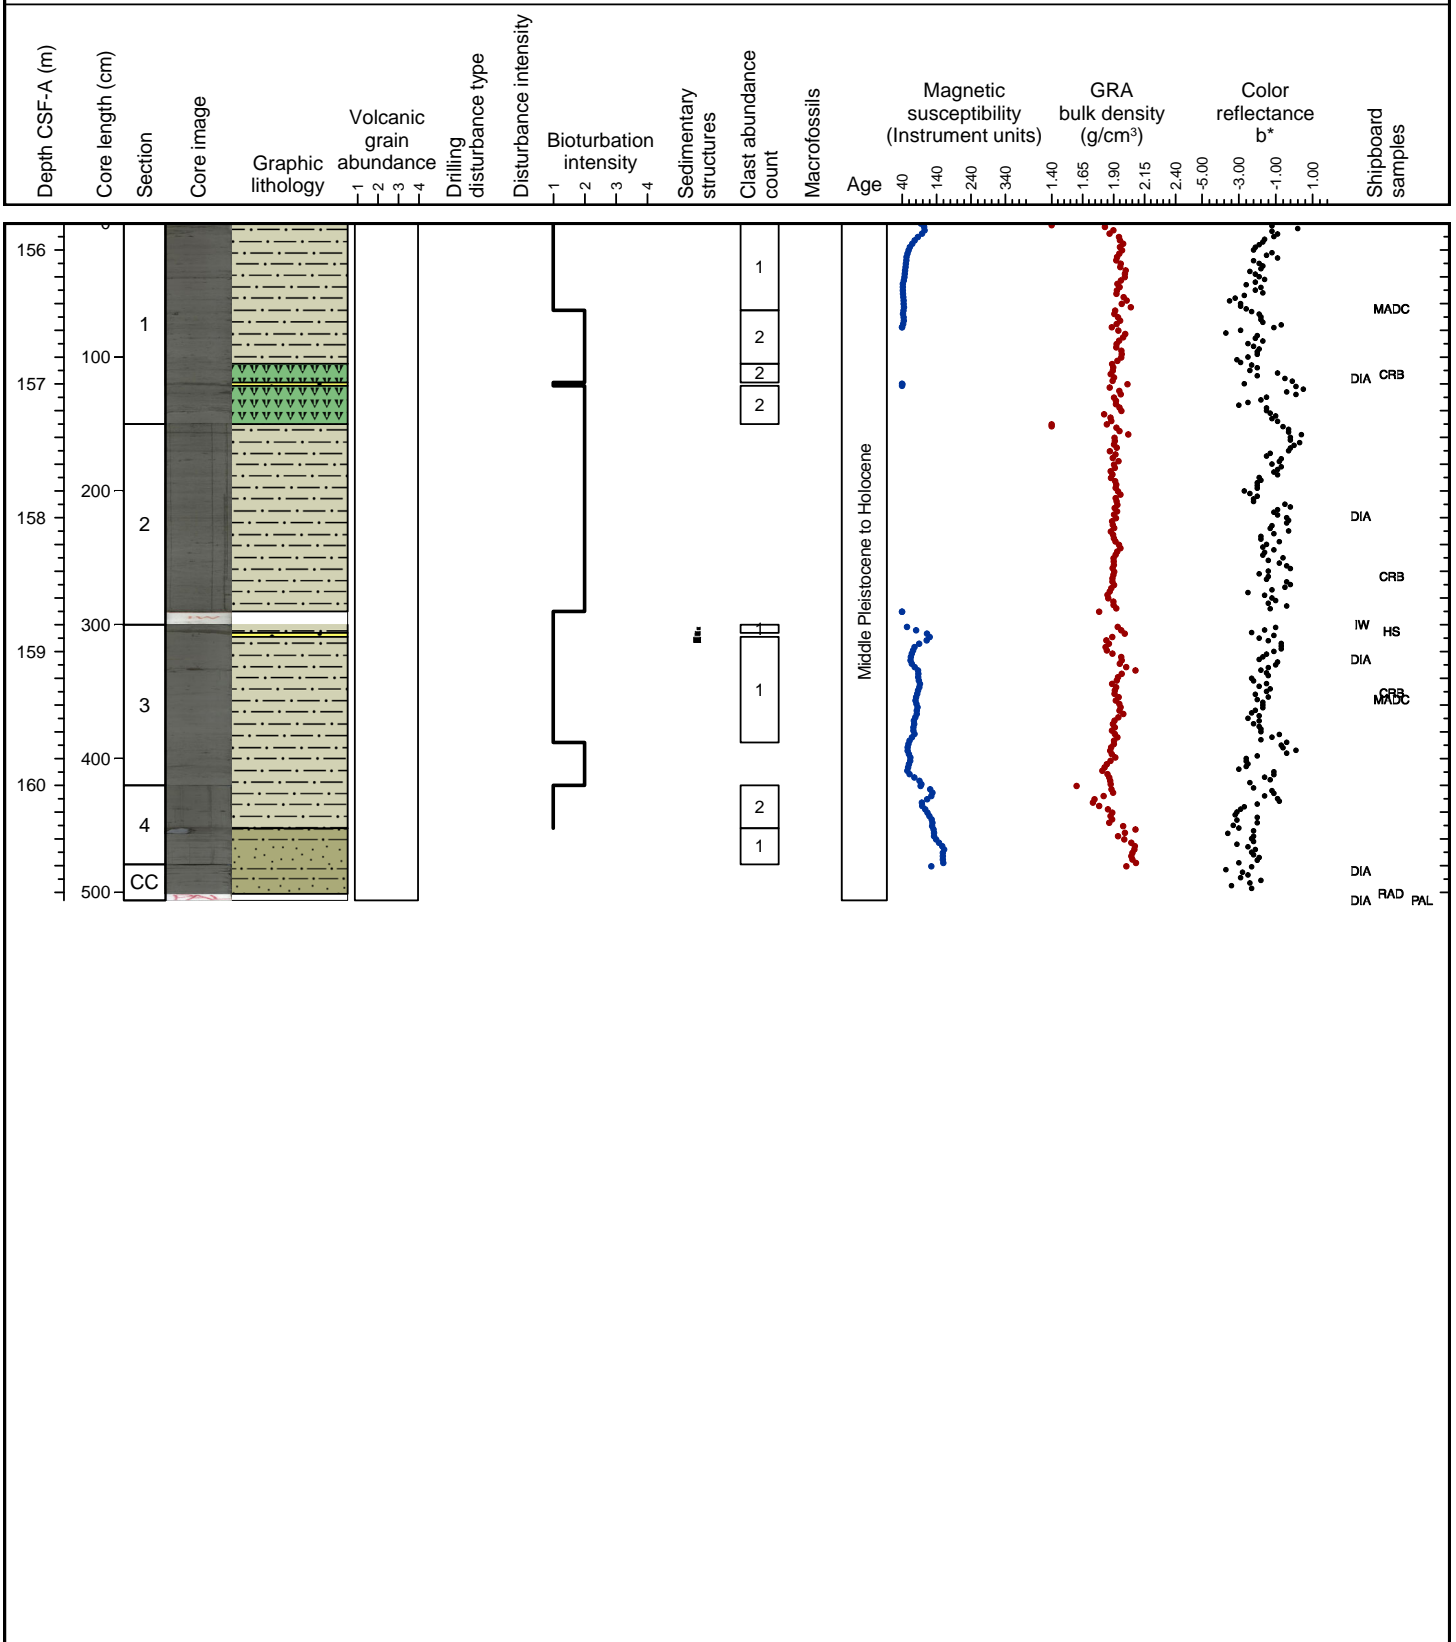 Depth CSF-A (m)
Core length (cm)
Section
Core image
Graphic
lithology
Volcanic
grain
abundance
1 2 3 4
Drilling
disturbance type
Disturbance intensity
Bioturbation
intensity
1 2 3 4
Sedimentary
structures
Clast abundance
count
Macrofossils
Age
Magnetic
susceptibility
(Instrument units)
40 140 240 340
GRA
bulk density
(g/cm³)
1.40 1.65 1.90 2.15 2.40
Color
reflectance
b*
-5.00 -3.00 -1.00 1.00
Shipboard
samples
156
157
158
159
160
0
100
200
300
400
500
1
2
3
4
CC
1
2
2
2
1
1
2
1
Middle Pleistocene to Holocene
MADC
DIA CRB
DIA
CRB
IW HS
DIA
CRB
MADC
DIA
DIA RAD PAL